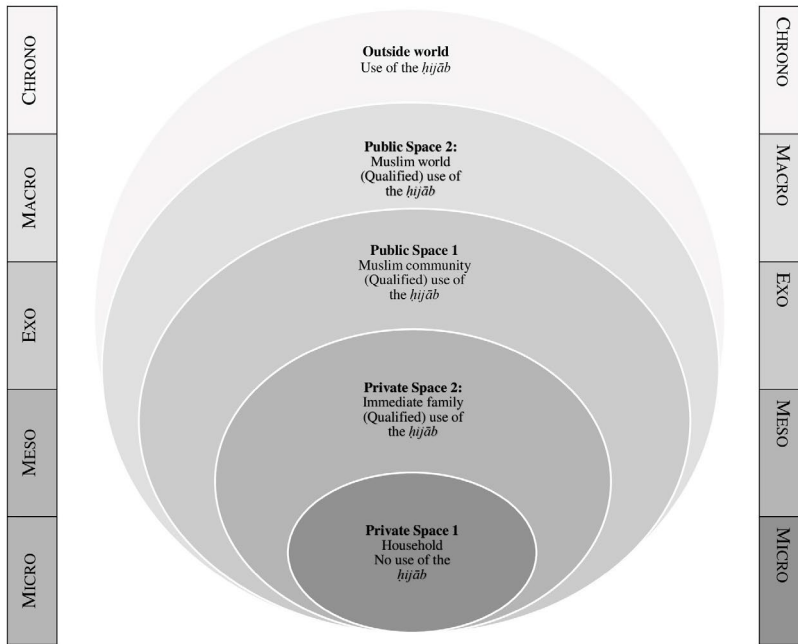 CHRONO
MACRO
EXO
MESO
MICRO
Outside world
Use of the ḥijāb
Public Space 2:
Muslim world
(Qualified) use of
the ḥijāb
Public Space 1
Muslim community
(Qualified) use of
the ḥijāb
Private Space 2:
Immediate family
(Qualified) use of
the ḥijāb
Private Space 1
Household
No use of the
ḥijāb
CHRONO
MACRO
EXO
MESO
MICRO